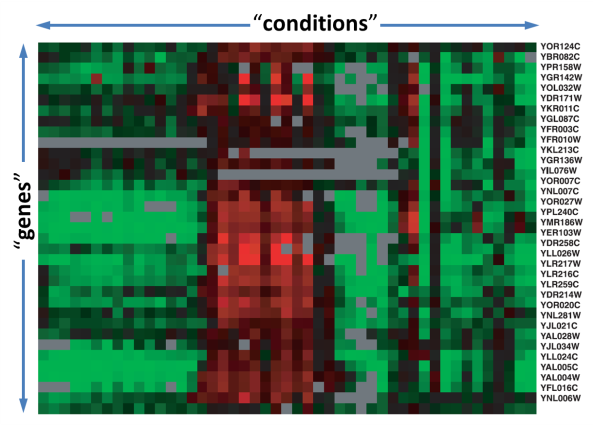 “conditions”
“genes”
YOR124C
YBR082C
YPR158W
YGR142W
YOL032W
YDR171W
YKR011C
YGL087C
YFR003C
YFR010W
YKL213C
YGR136W
YL076W
YOR007C
YNL007C
YOR027W
YPL240C
YMR186W
YER103W
YDR258C
YLL026W
YLR217W
YLR216C
YLR259C
YDR214W
YOR020C
YNL281W
YJL021C
YAL028W
YJL034W
YLL024C
YAL005C
YAL004W
YFL016C
YNL006W